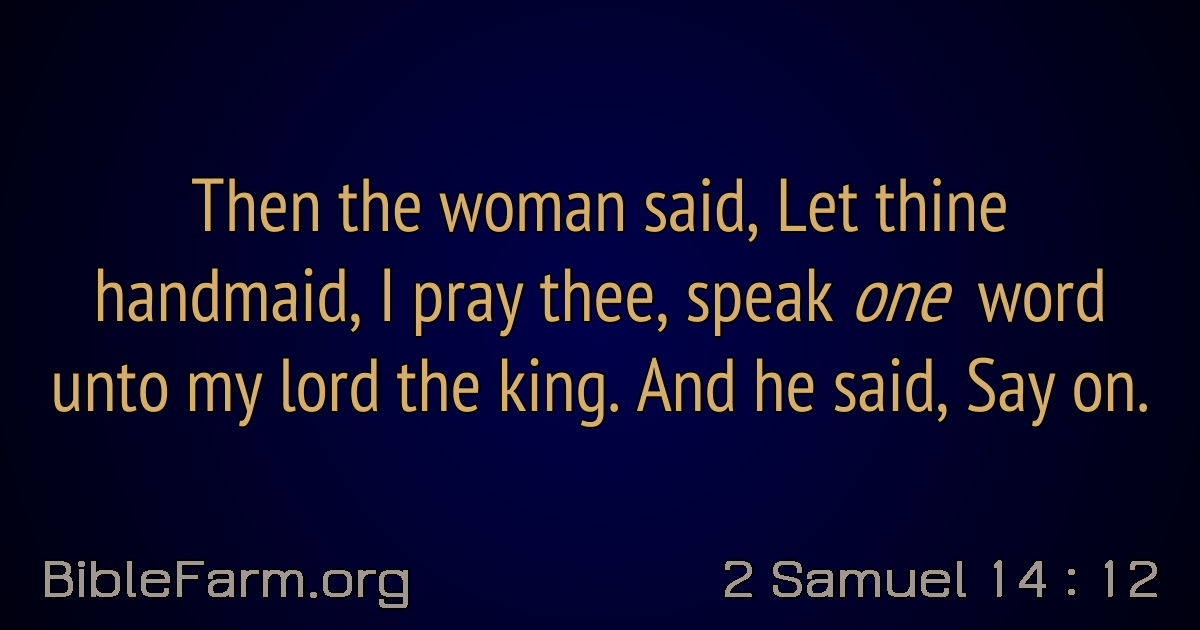 Then the woman said, Let thine
handmaid, I pray thee, speak one word
unto my lord the king. And he said, Say on.
BibleFarm.org
2 Samuel 14 : 12